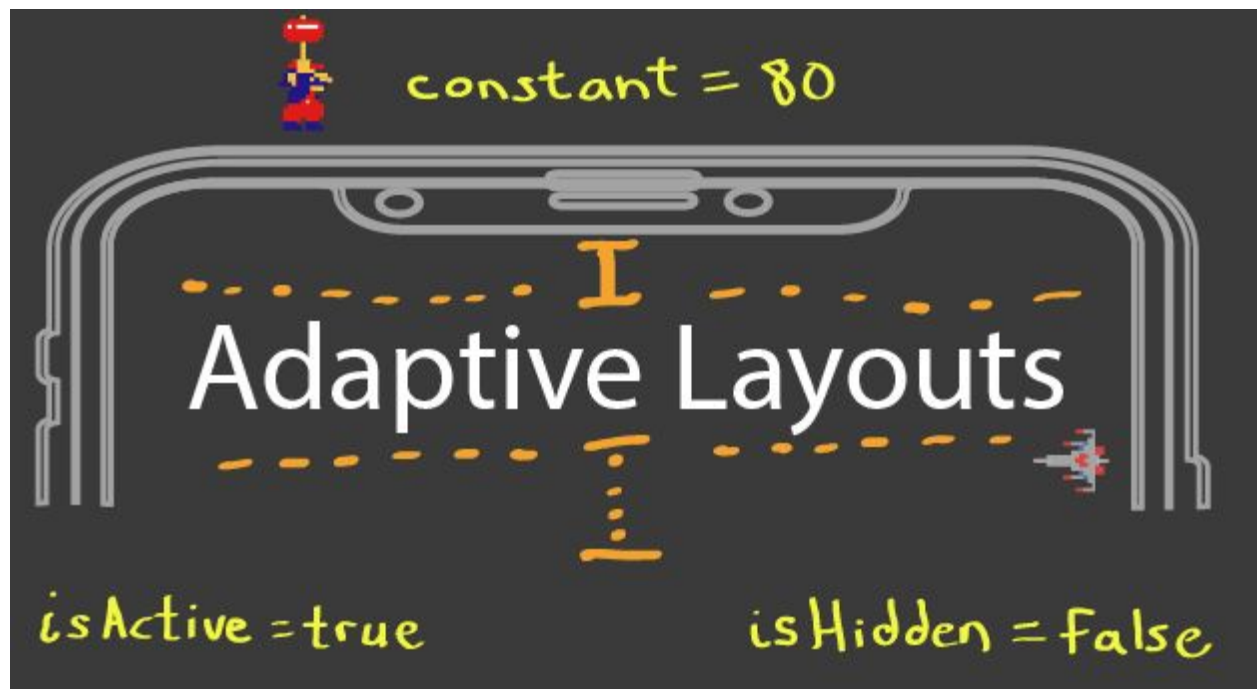 constant = 80
Adaptive Layouts
isActive = true
isHidden = False